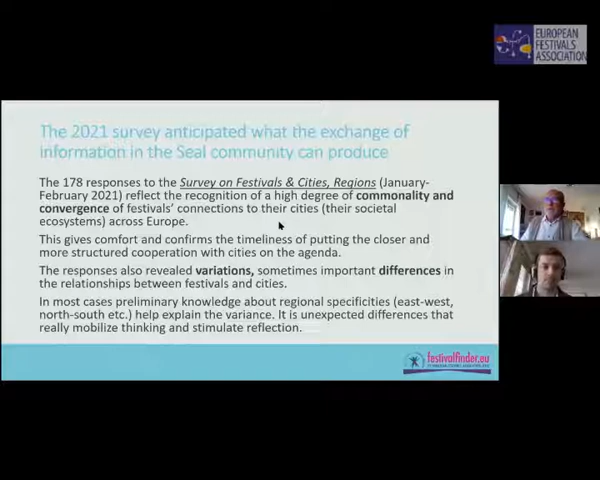 EUROPEAN
FESTIVALS
ASSOCIATION
The 2021 survey anticipated what the exchange of
information in the Seal community can produce
The 178 responses to the Survey on Festivals & Cities, Regions (January-
February 2021) reflect the recognition of a high degree of commonality and
convergence of festivals' connections to their cities (their societal
ecosystems) across Europe.
This gives comfort and confirms the timeliness of putting the closer and
more structured cooperation with cities on the agenda.
The responses also revealed variations, sometimes important differences in
the relationships between festivals and cities.
In most cases preliminary knowledge about regional specificities (east-west,
north-south etc.) help explain the variance. It is unexpected differences that
really mobilize thinking and stimulate reflection.
festivalfinder.eu